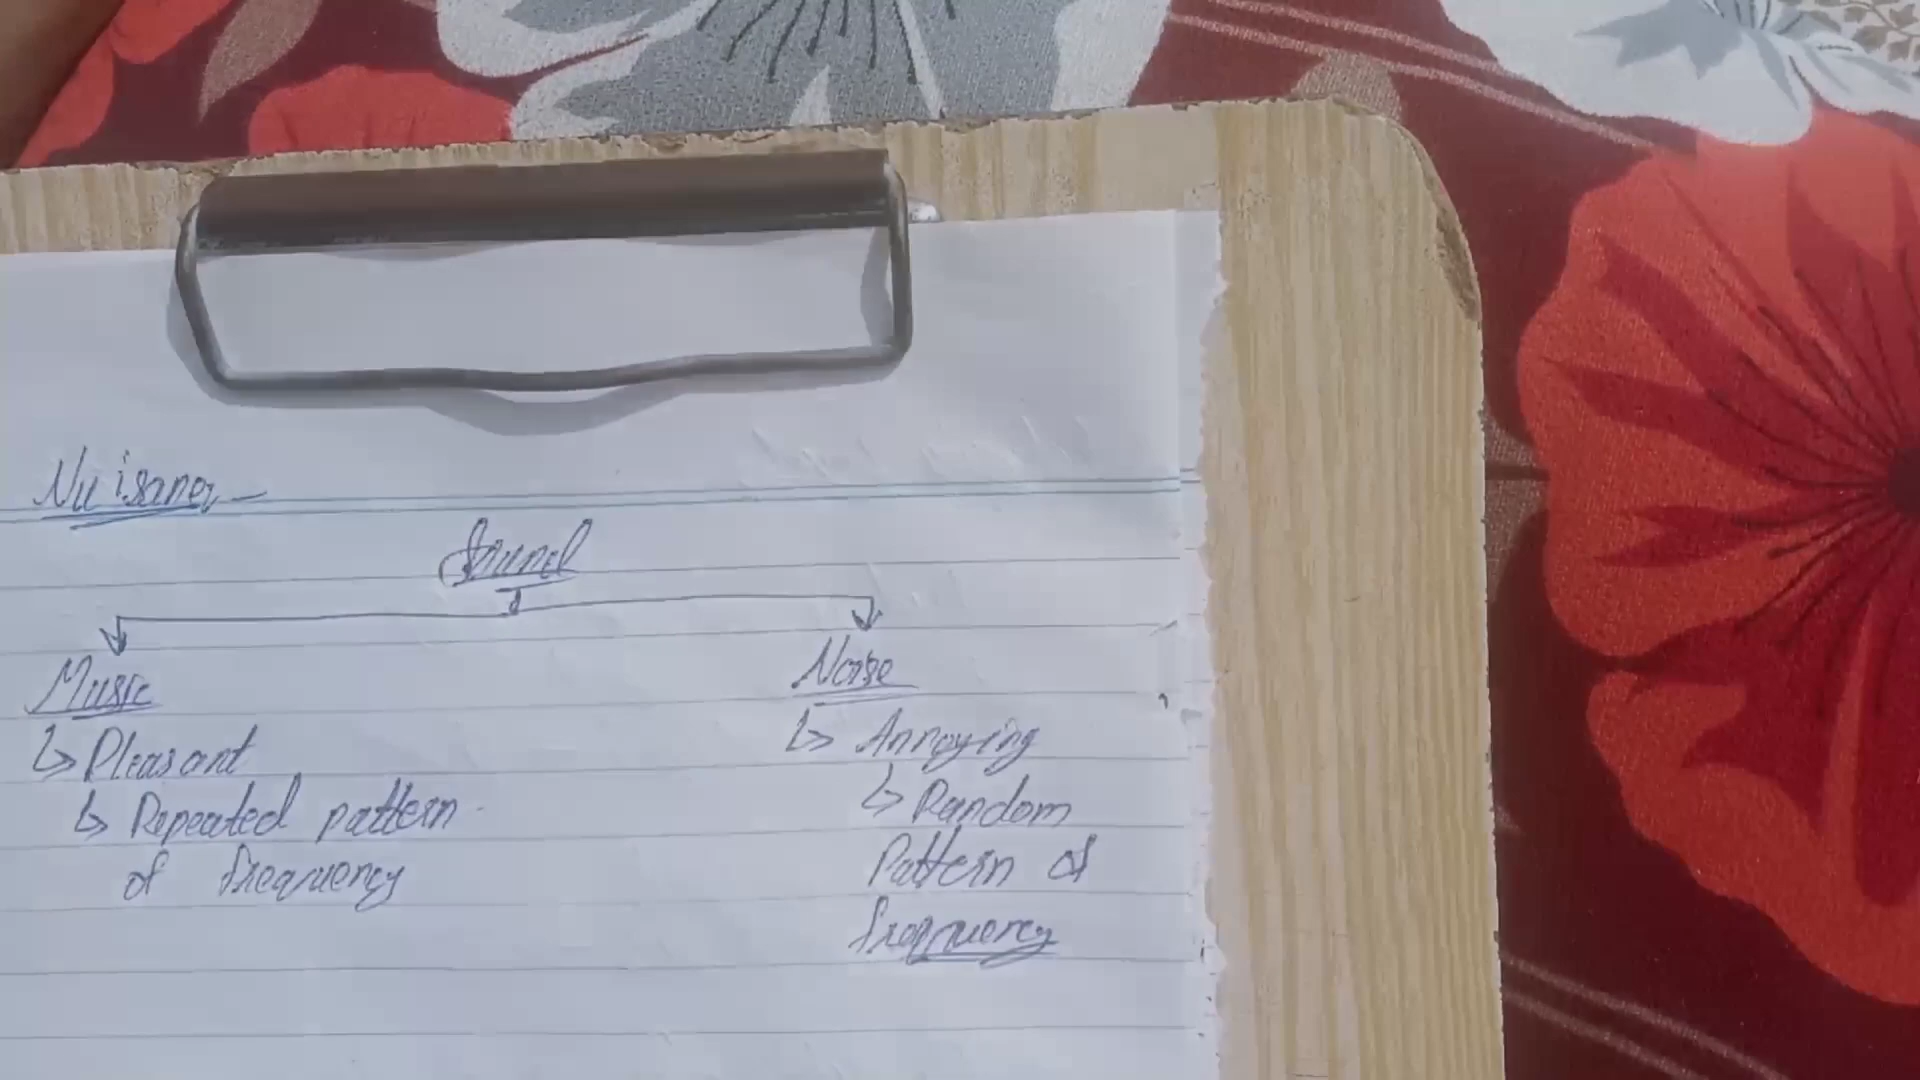 Nuisance
Sound
Music
Noise
↳ Pleasant
↳ Annoying
↳ Repeated pattern
↳ Random
of frequency
Pattern of
frequency